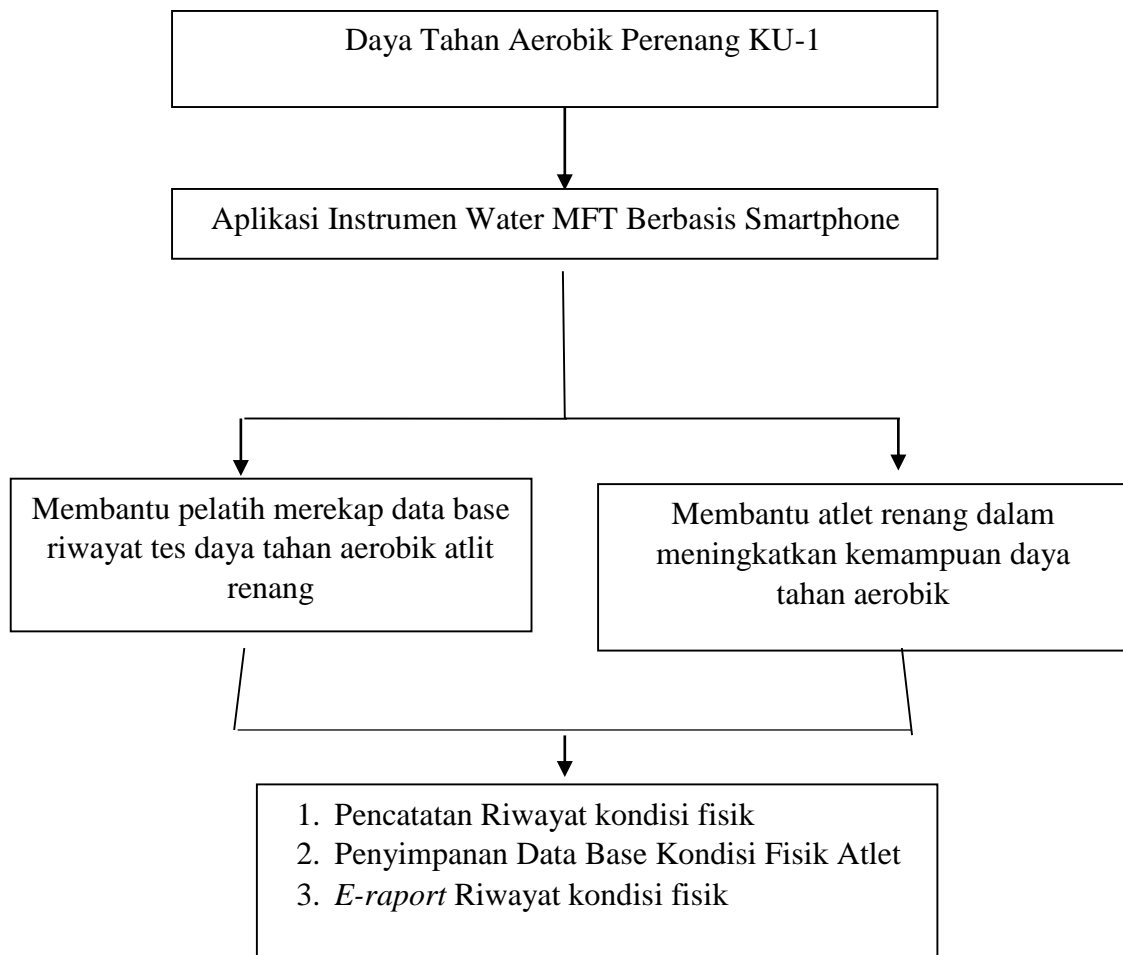 Daya Tahan Aerobik Perenang KU-1
Aplikasi Instrumen Water MFT Berbasis Smartphone
Membantu pelatih merekap data base
riwayat tes daya tahan aerobik atlit
renang
Membantu atlet renang dalam
meningkatkan kemampuan daya
tahan aerobik
1. Pencatatan Riwayat kondisi fisik
2. Penyimpanan Data Base Kondisi Fisik Atlet
3. E-raport Riwayat kondisi fisik